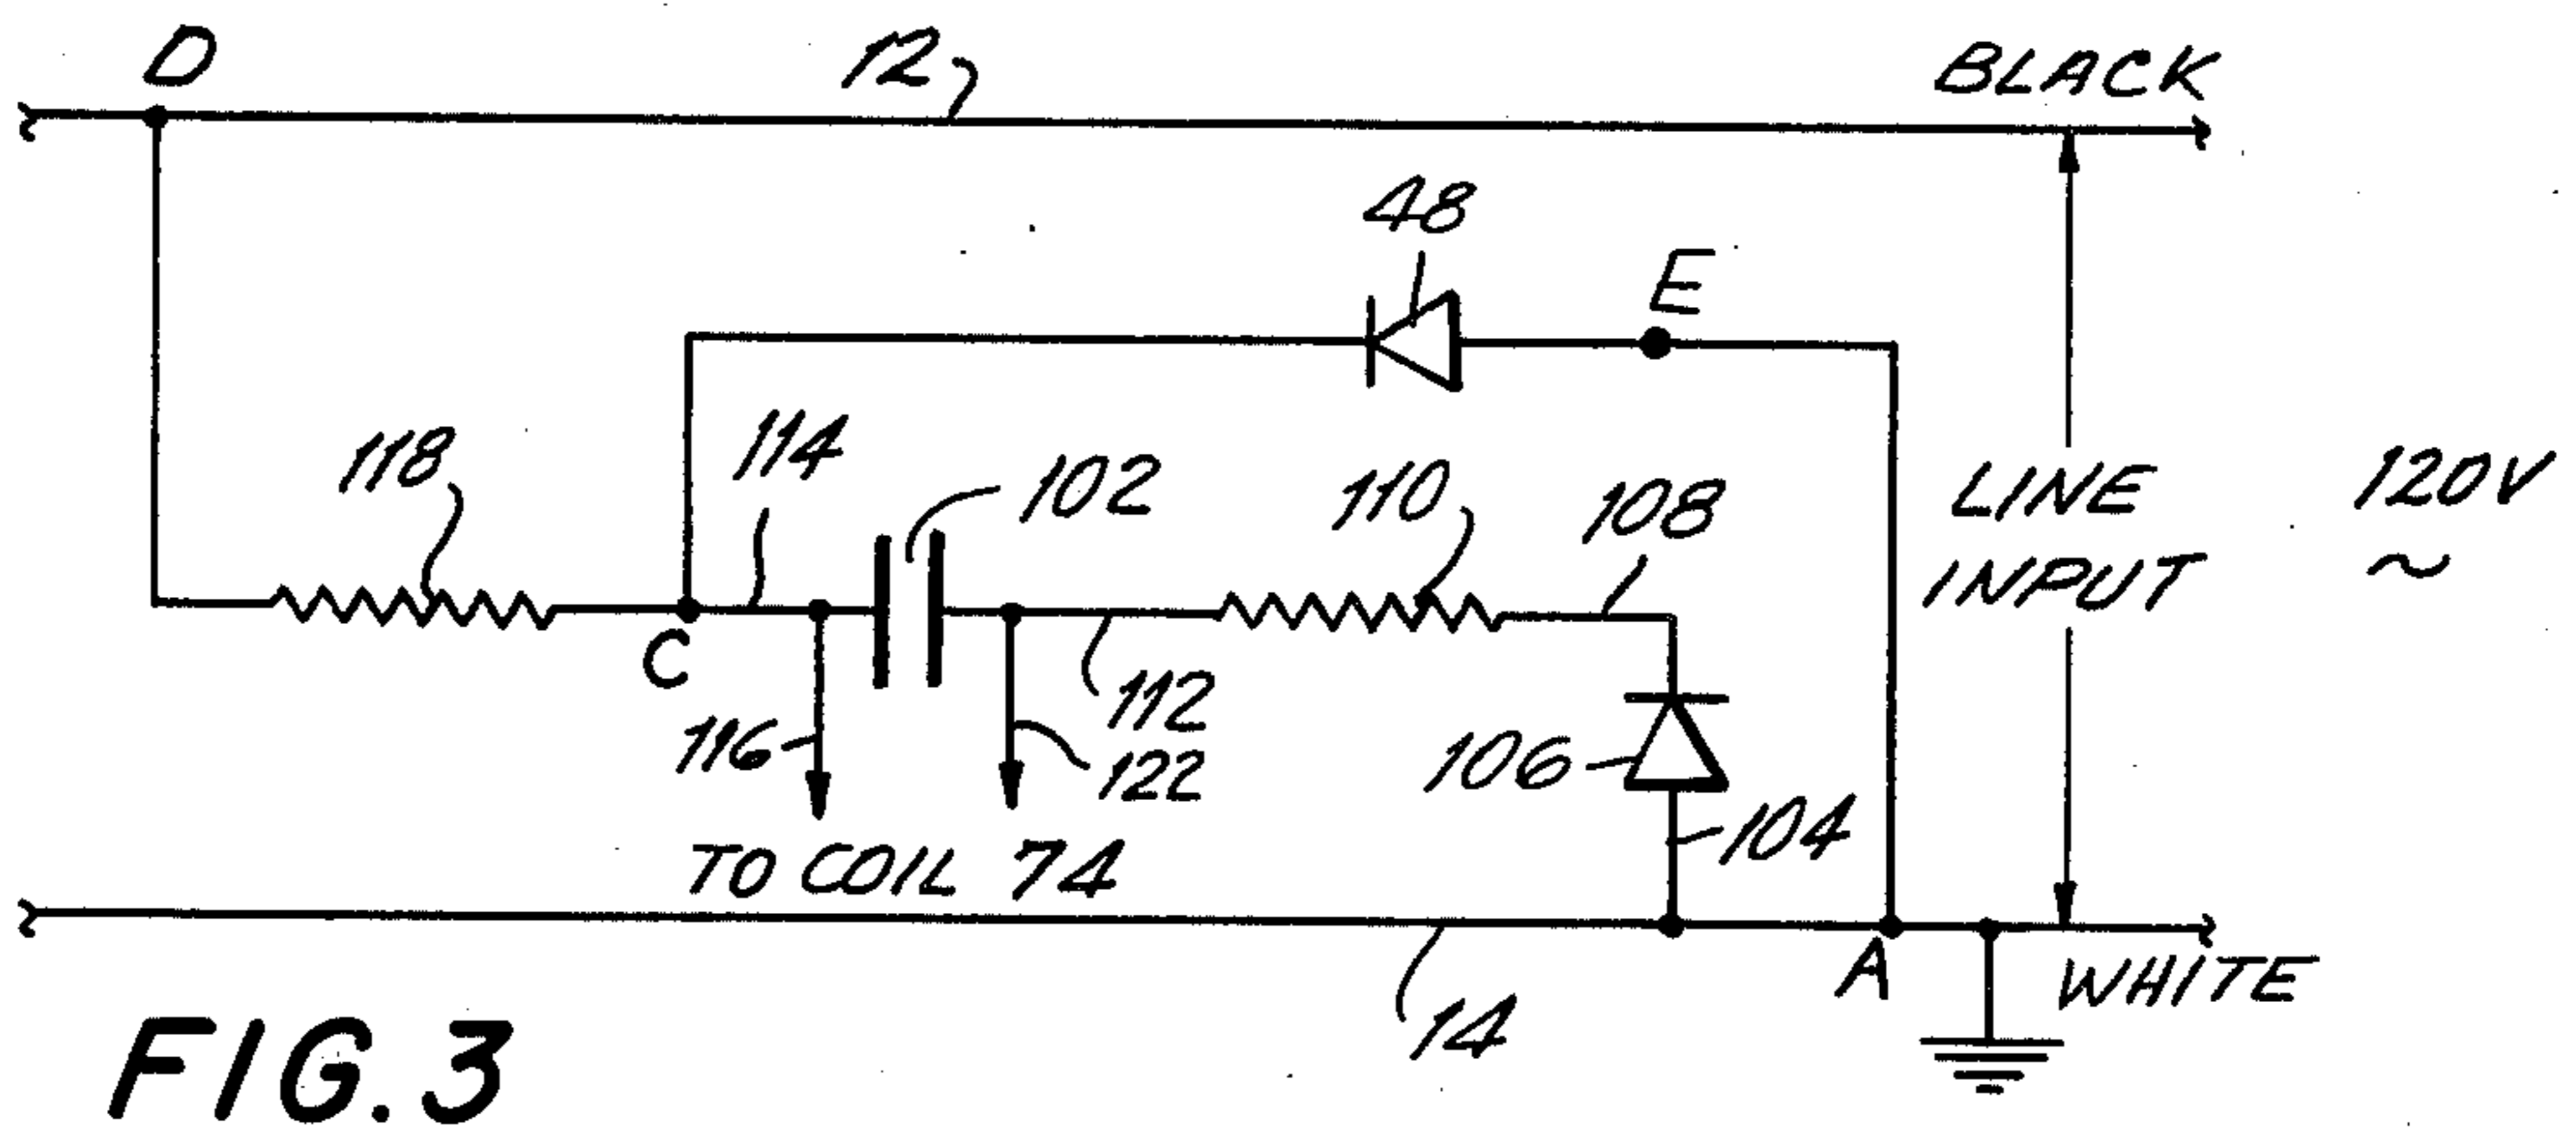 D
12
BLACK
48
E
118
114
102
110
108
LINE
INPUT
120V
~
C
116
112
122
106
104
TO COIL 74
A
WHITE
14
FIG. 3